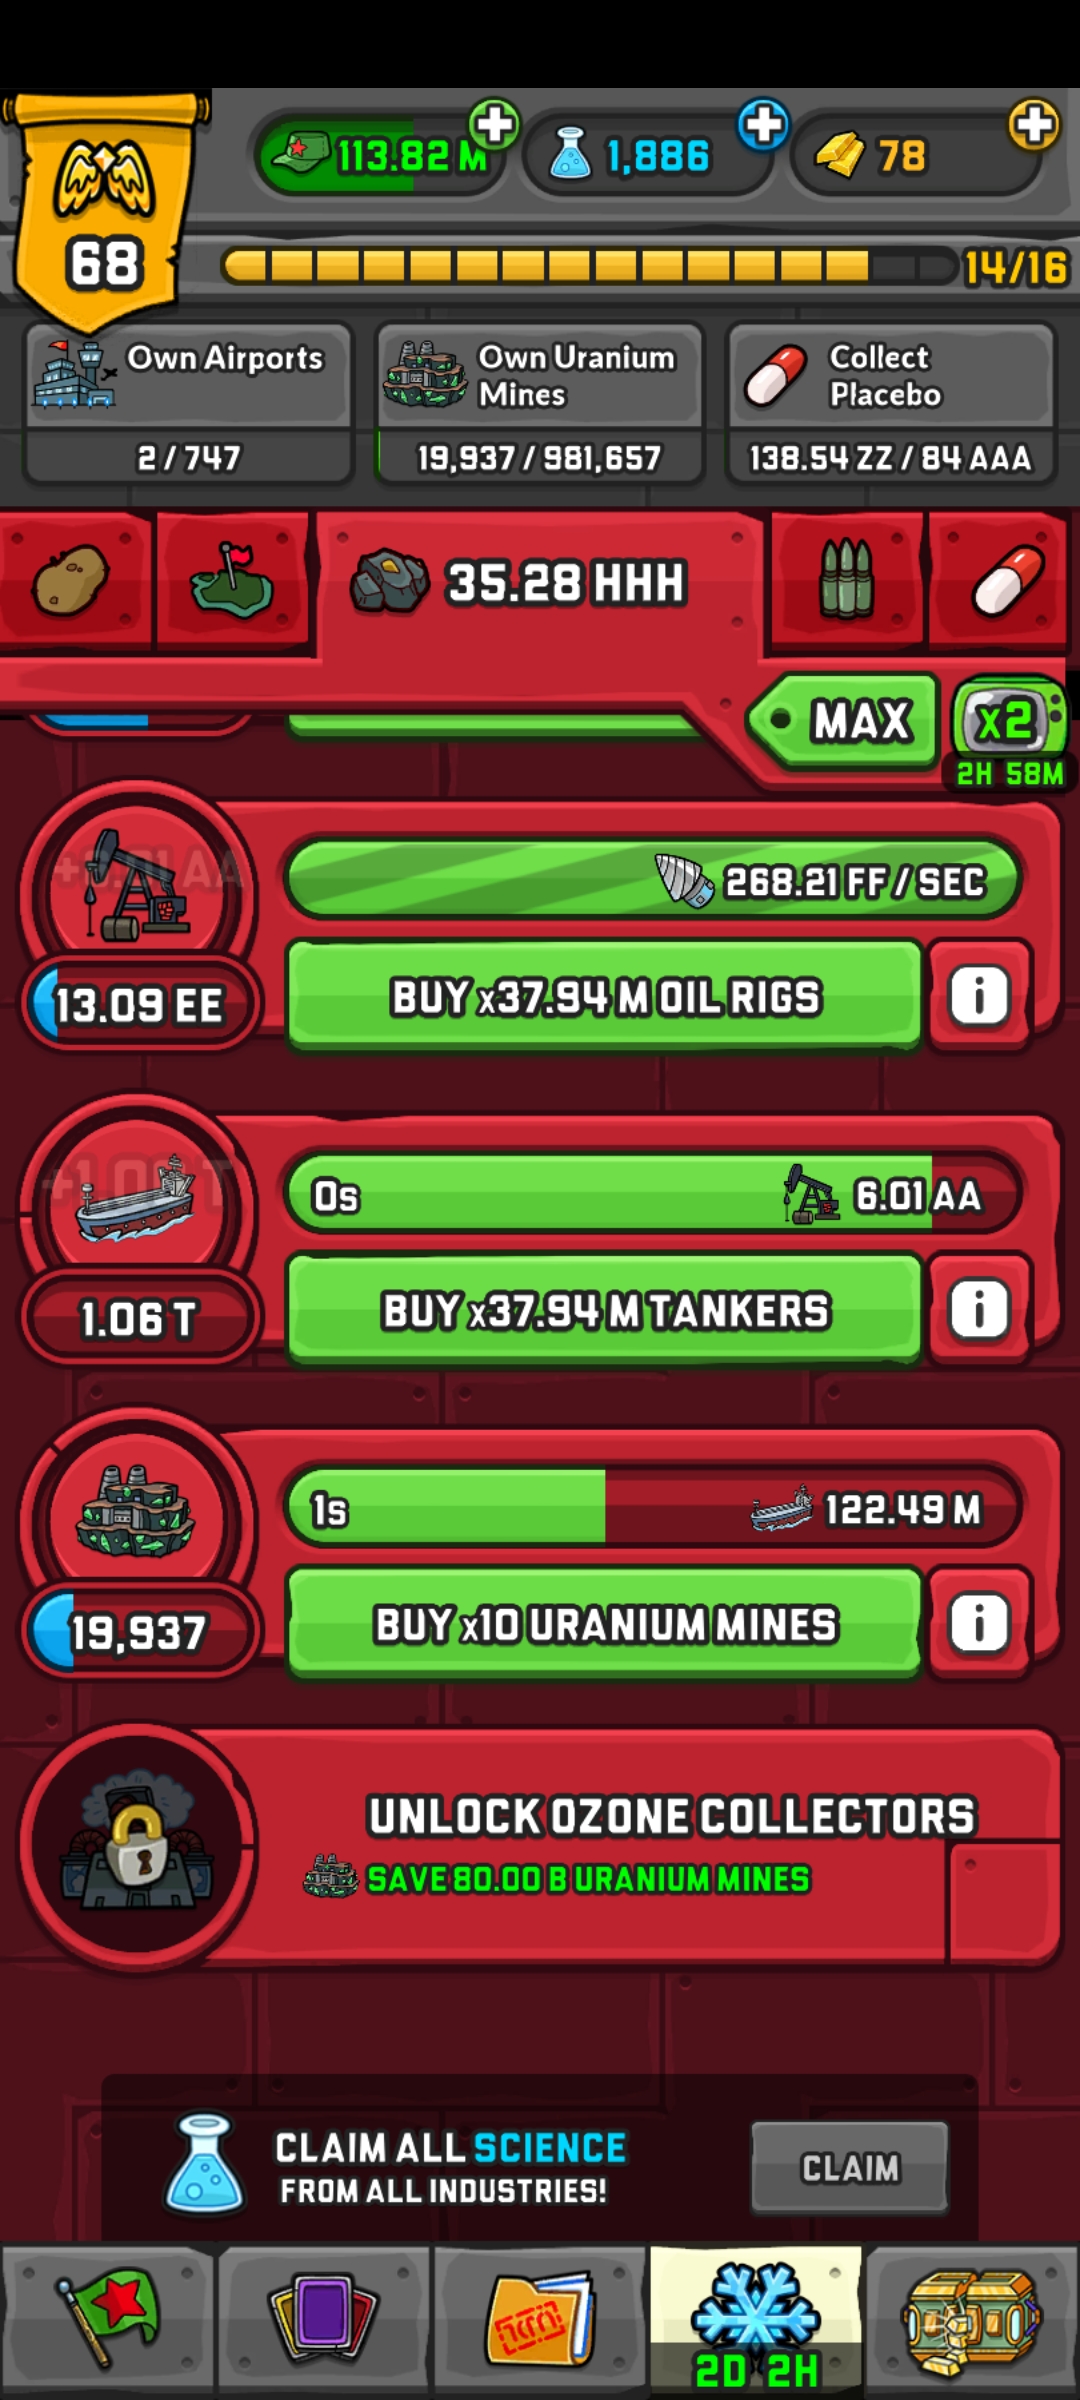 113.82 M
1,886
78
68
14/16
Own Airports
2 / 747
Own Uranium
Mines
19,937 / 981,657
Collect
Placebo
138.54 ZZ / 84 AAA
35.28 HHH
MAX
x2
2H 58M
268.21 FF / SEC
13.09 EE
BUY x37.94 M OIL RIGS
i
0s
6.01 AA
1.06 T
BUY x37.94 M TANKERS
i
1s
122.49 M
19,937
BUY x10 URANIUM MINES
i
UNLOCK OZONE COLLECTORS
SAVE 80.00 B URANIUM MINES
CLAIM ALL SCIENCE
FROM ALL INDUSTRIES!
CLAIM
2D 2H